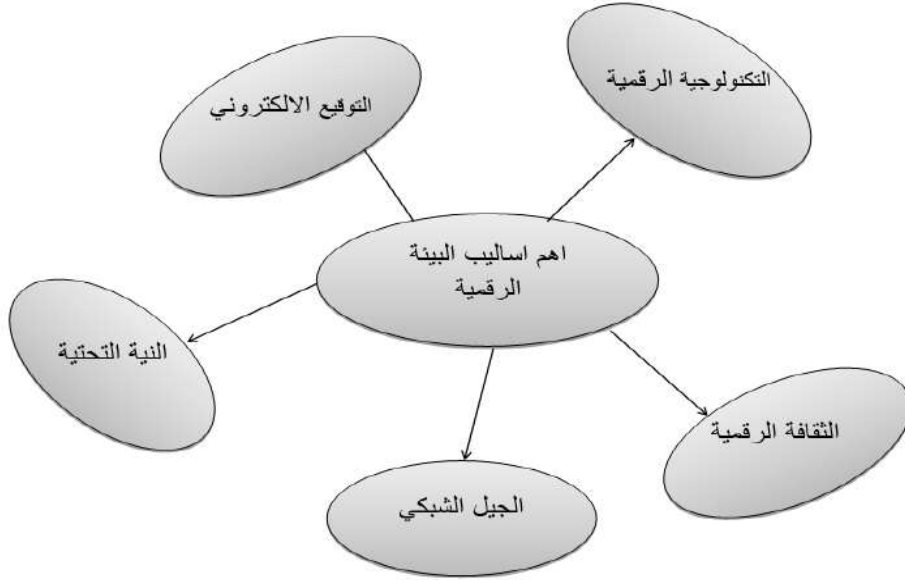 التكنولوجية الرقمية
التوقيع الالكتروني
اهم اساليب البيئة
الرقمية
النية التحتية
الثقافة الرقمية
الجيل الشبكي